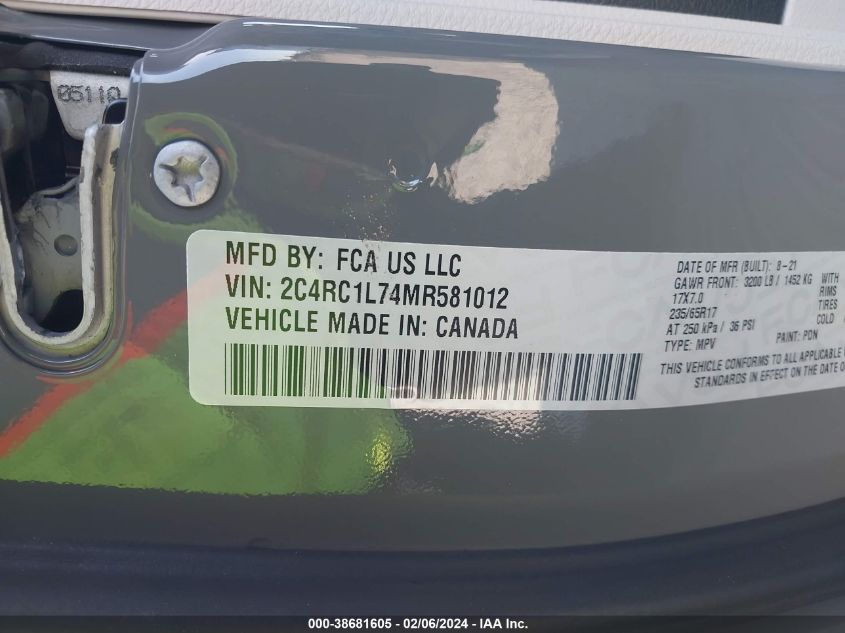 05110
MFD BY: FCA US LLC
VIN: 2C4RC1L74MR581012
VEHICLE MADE IN: CANADA
DATE OF MFR (BUILT): 8-21
GAWR FRONT: 3200 LB / 1452 KG WITH
17X7.0 RIMS
235/65R17 TIRES
AT 250 kPa / 36 PSI COLD
TYPE: MPV PAINT: PDN
THIS VEHICLE CONFORMS TO ALL APPLICABLE
STANDARDS IN EFFECT ON THE DATE OF
000-38681605 - 02/06/2024 - © IAA Inc.